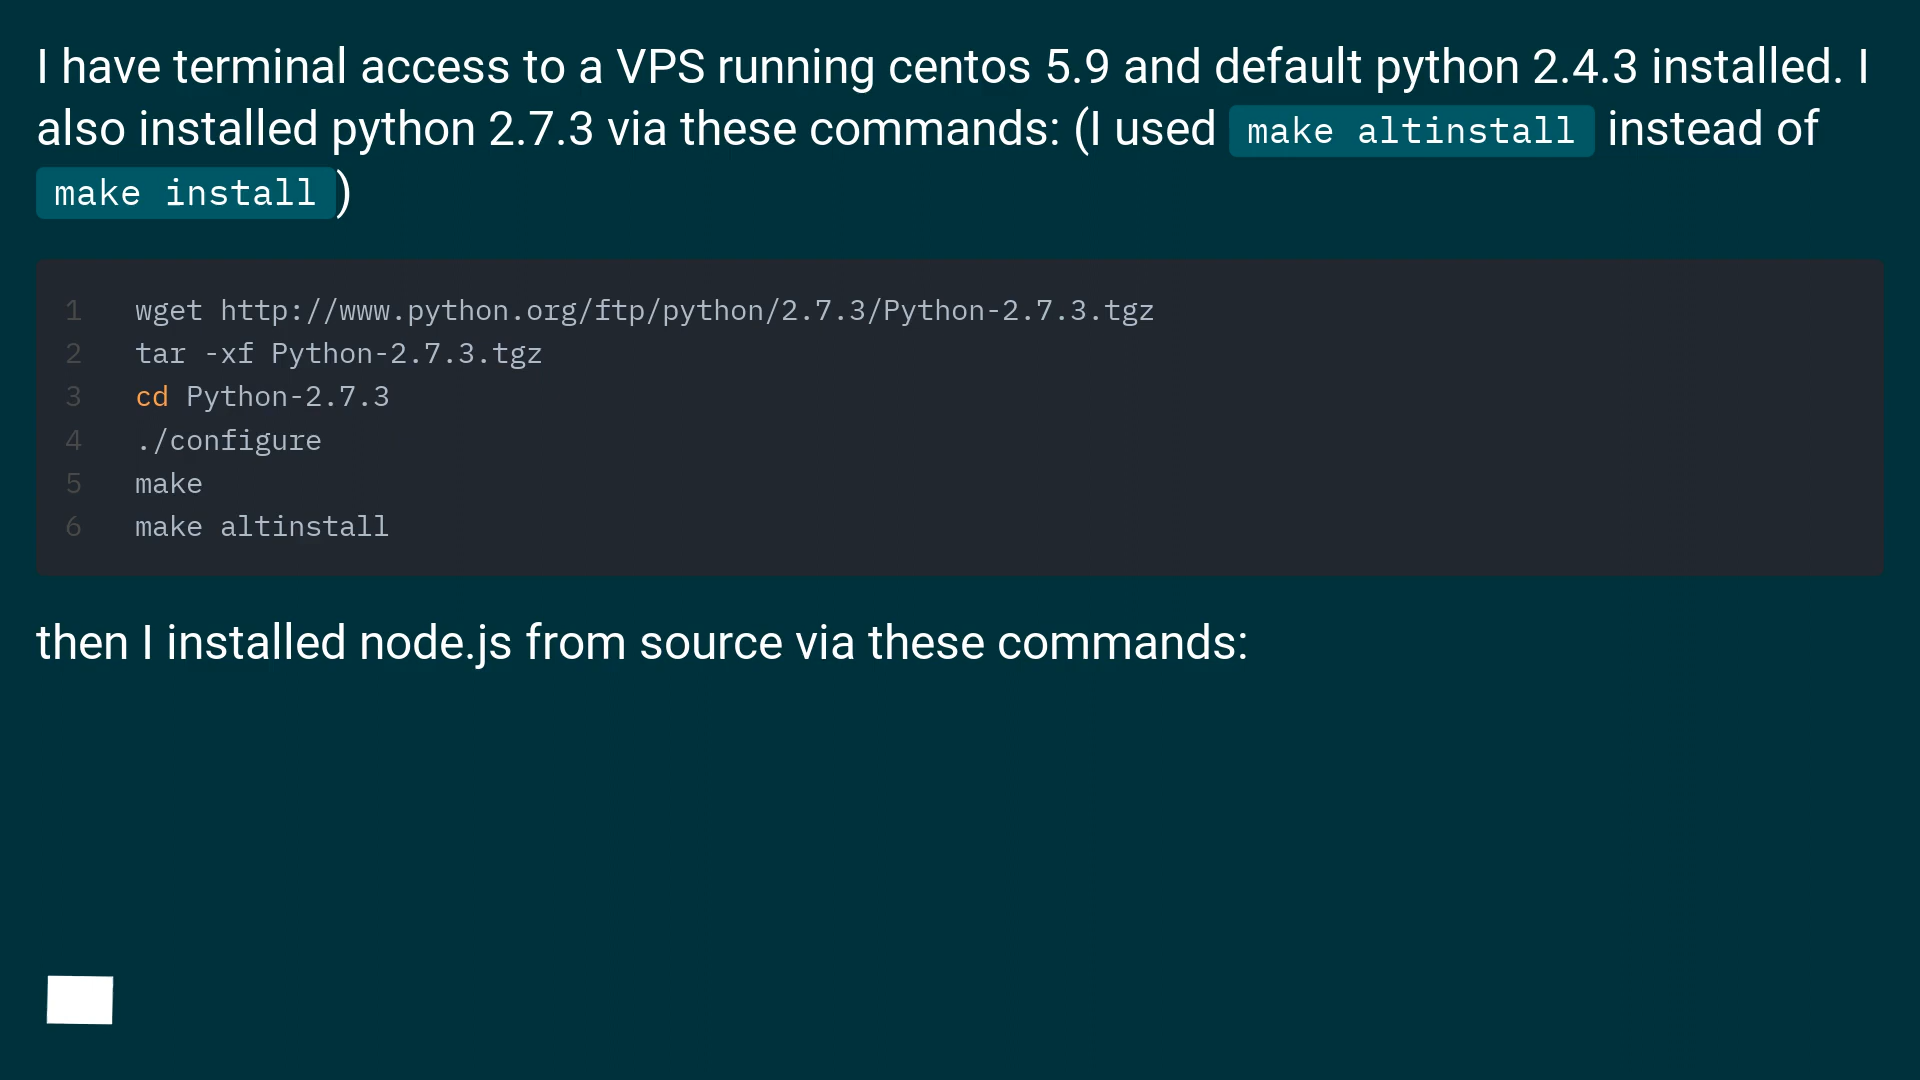 I have terminal access to a VPS running centos 5.9 and default python 2.4.3 installed. I
also installed python 2.7.3 via these commands: (I used make altinstall instead of
make install)
1 wget http://www.python.org/ftp/python/2.7.3/Python-2.7.3.tgz
2 tar -xf Python-2.7.3.tgz
3 cd Python-2.7.3
4 ./configure
5 make
6 make altinstall
then I installed node.js from source via these commands: